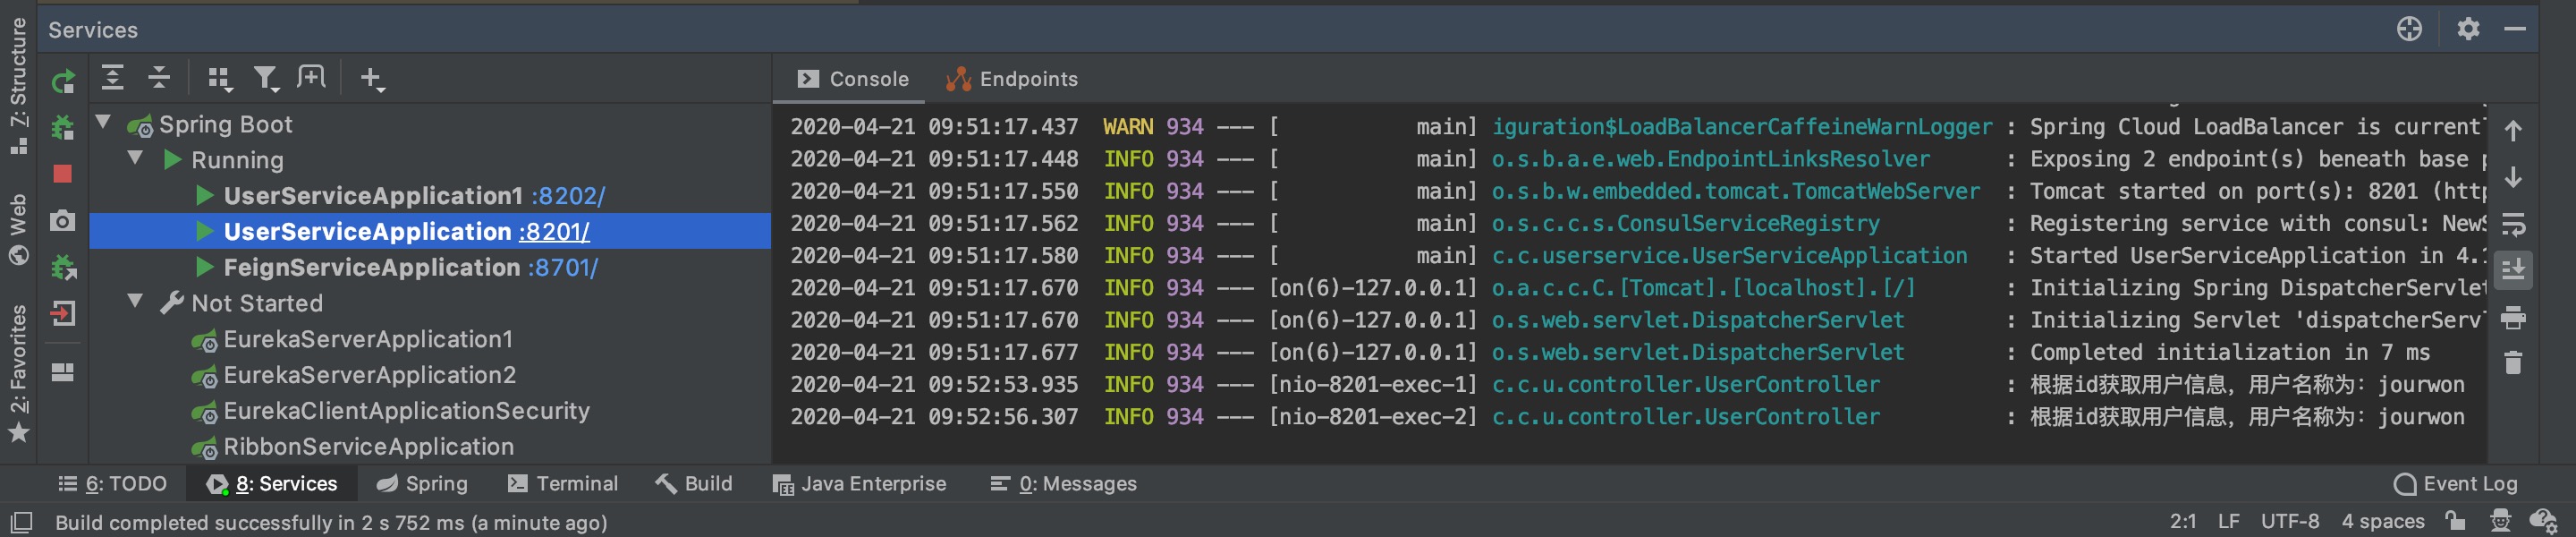 Services
7: Structure
Web
2: Favorites
Console
Endpoints
Spring Boot
Running
UserServiceApplication1 :8202/
UserServiceApplication :8201/
FeignServiceApplication :8701/
Not Started
EurekaServerApplication1
EurekaServerApplication2
EurekaClientApplicationSecurity
RibbonServiceApplication
2020-04-21 09:51:17.437 WARN 934 --- [ main] iguration$LoadBalancerCaffeineWarnLogger : Spring Cloud LoadBalancer is current
2020-04-21 09:51:17.448 INFO 934 --- [ main] o.s.b.a.e.web.EndpointLinksResolver : Exposing 2 endpoint(s) beneath base p
2020-04-21 09:51:17.550 INFO 934 --- [ main] o.s.b.w.embedded.tomcat.TomcatWebServer : Tomcat started on port(s): 8201 (http
2020-04-21 09:51:17.562 INFO 934 --- [ main] o.s.c.c.s.ConsulServiceRegistry : Registering service with consul: NewS
2020-04-21 09:51:17.580 INFO 934 --- [ main] c.c.userservice.UserServiceApplication : Started UserServiceApplication in 4.1
2020-04-21 09:51:17.670 INFO 934 --- [on(6)-127.0.0.1] o.a.c.c.C.[Tomcat].[localhost].[/] : Initializing Spring DispatcherServlet
2020-04-21 09:51:17.670 INFO 934 --- [on(6)-127.0.0.1] o.s.web.servlet.DispatcherServlet : Initializing Servlet 'dispatcherServ
2020-04-21 09:51:17.677 INFO 934 --- [on(6)-127.0.0.1] o.s.web.servlet.DispatcherServlet : Completed initialization in 7 ms
2020-04-21 09:52:53.935 INFO 934 --- [nio-8201-exec-1] c.c.u.controller.UserController : 根据id获取用户信息，用户名称为：jourwon
2020-04-21 09:52:56.307 INFO 934 --- [nio-8201-exec-2] c.c.u.controller.UserController : 根据id获取用户信息，用户名称为：jourwon
6: TODO
8: Services
Spring
Terminal
Build
Java Enterprise
0: Messages
Event Log
Build completed successfully in 2 s 752 ms (a minute ago)
2:1 LF UTF-8 4 spaces